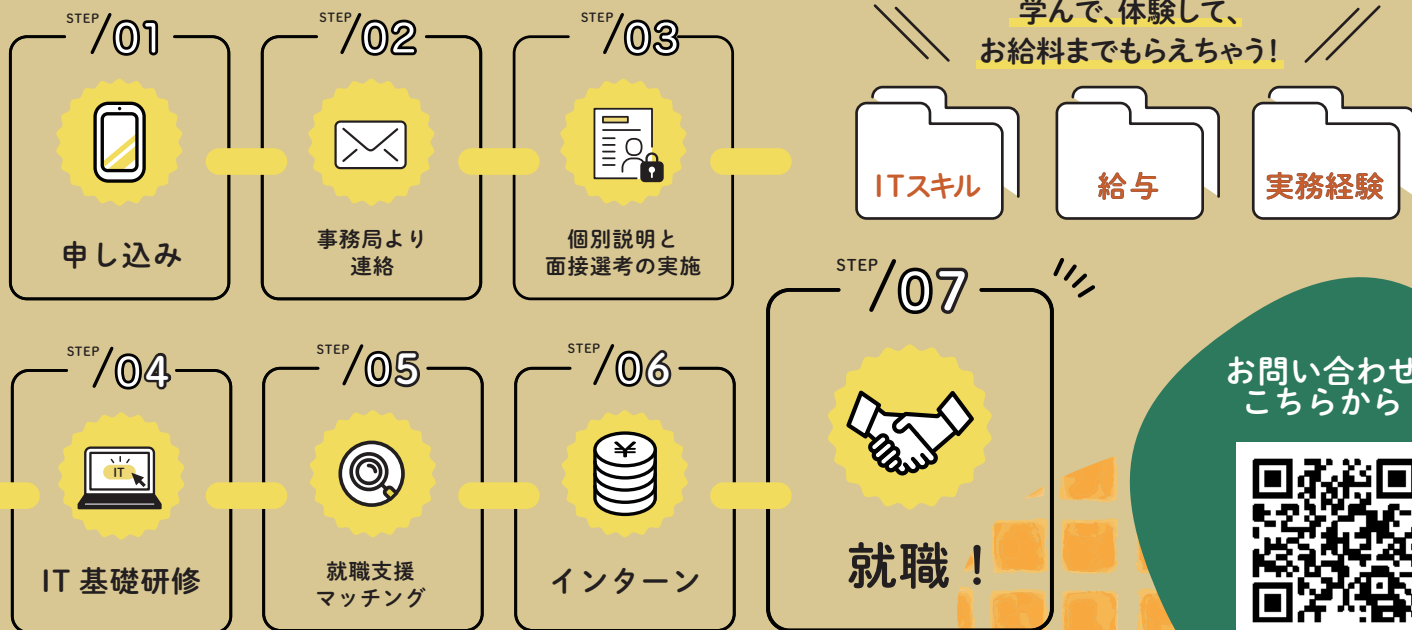 STEP/01
申し込み
STEP/02
事務局より
連絡
STEP/03
個別説明と
面接選考の実施
STEP/04
IT
IT 基礎研修
STEP/05
就職支援
マッチング
STEP/06
¥
インターン
STEP/07
就職！
学んで、体験して、
お給料までもらえちゃう！
ITスキル
給与
実務経験
お問い合わせ
こちらから